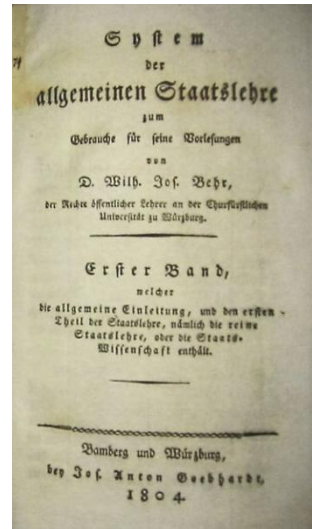 System
der
allgemeinen Staatslehre
zum
Gebrauche für seine Vorlesungen
von
D. Wilh. Jos. Behr,
der Rechte öffentlicher Lehrer an der Churfürstlichen
Universität zu Würzburg.
Erster Band,
welcher
die allgemeine Einleitung, und den ersten
Theil der Staatslehre, nämlich die reine
Staatslehre, oder die Staats-
Wissenschaft enthält.
Bamberg und Würzburg,
bey Jos. Anton Goebhardt,
1804